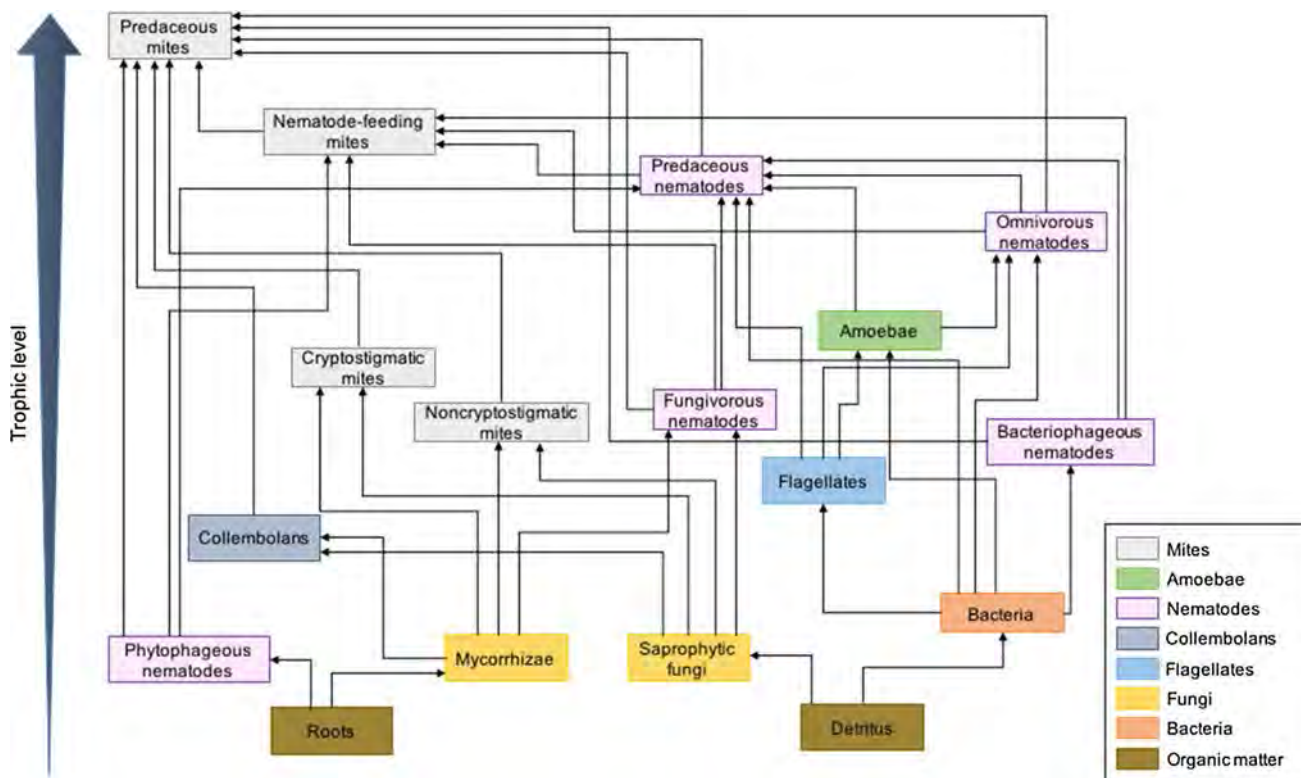 Predaceous
mites
Nematode-feeding
mites
Predaceous
nematodes
Omnivorous
nematodes
Amoebae
Cryptostigmatic
mites
Noncryptostigmatic
mites
Fungivorous
nematodes
Bacteriophageous
nematodes
Flagellates
Collembolans
Bacteria
Phytophageous
nematodes
Mycorrhizae
Saprophytic
fungi
Roots
Detritus
Trophic level
Mites
Amoebae
Nematodes
Collembolans
Flagellates
Fungi
Bacteria
Organic matter